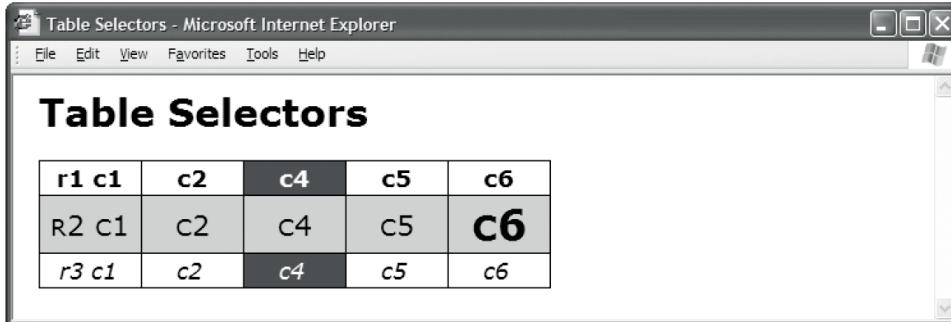 Table Selectors - Microsoft Internet Explorer
File Edit View Favorites Tools Help
Table Selectors
r1 c1 c2 c4 c5 c6
R2 C1 C2 C4 C5 C6
r3 c1 c2 c4 c5 c6